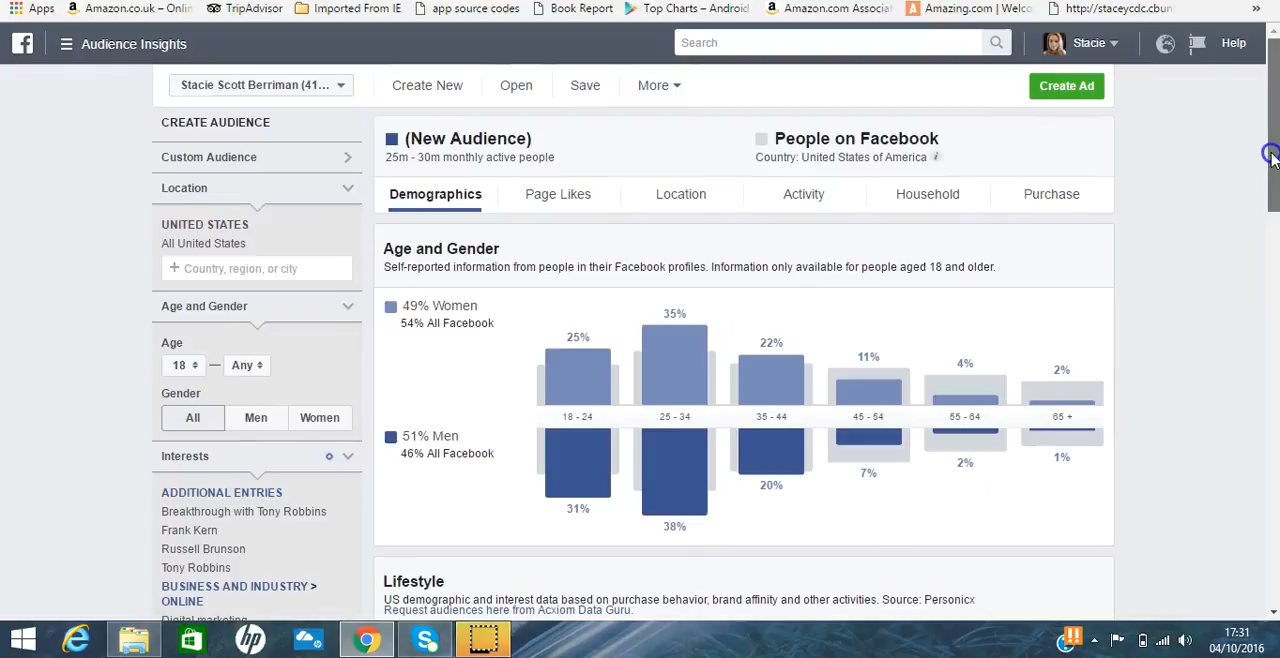 Apps
Amazon.co.uk – Onlin
TripAdvisor
Imported From IE
app source codes
Book Report
Top Charts – Android
Amazon.com Associat
Amazing.com | Welco
http://staceycdc.cbun
»
Audience Insights
Search
Stacie
Help
Stacie Scott Berriman (41...
Create New
Open
Save
More
Create Ad
CREATE AUDIENCE
Custom Audience
Location
UNITED STATES
All United States
+ Country, region, or city
Age and Gender
Age
18 — Any
Gender
All Men Women
Interests
ADDITIONAL ENTRIES
Breakthrough with Tony Robbins
Frank Kern
Russell Brunson
Tony Robbins
BUSINESS AND INDUSTRY >
ONLINE
Digital marketing
(New Audience)
25m - 30m monthly active people
People on Facebook
Country: United States of America
Demographics
Page Likes
Location
Activity
Household
Purchase
Age and Gender
Self-reported information from people in their Facebook profiles. Information only available for people aged 18 and older.
49% Women
54% All Facebook
25% 35% 22% 11% 4% 2%
18 - 24 25 - 34 35 - 44 45 - 54 55 - 64 65 +
51% Men
46% All Facebook
31% 38% 20% 7% 2% 1%
Lifestyle
US demographic and interest data based on purchase behavior, brand affinity and other activities. Source: Personicx
Request audiences here from Acxiom Data Guru.
17:31
04/10/2016